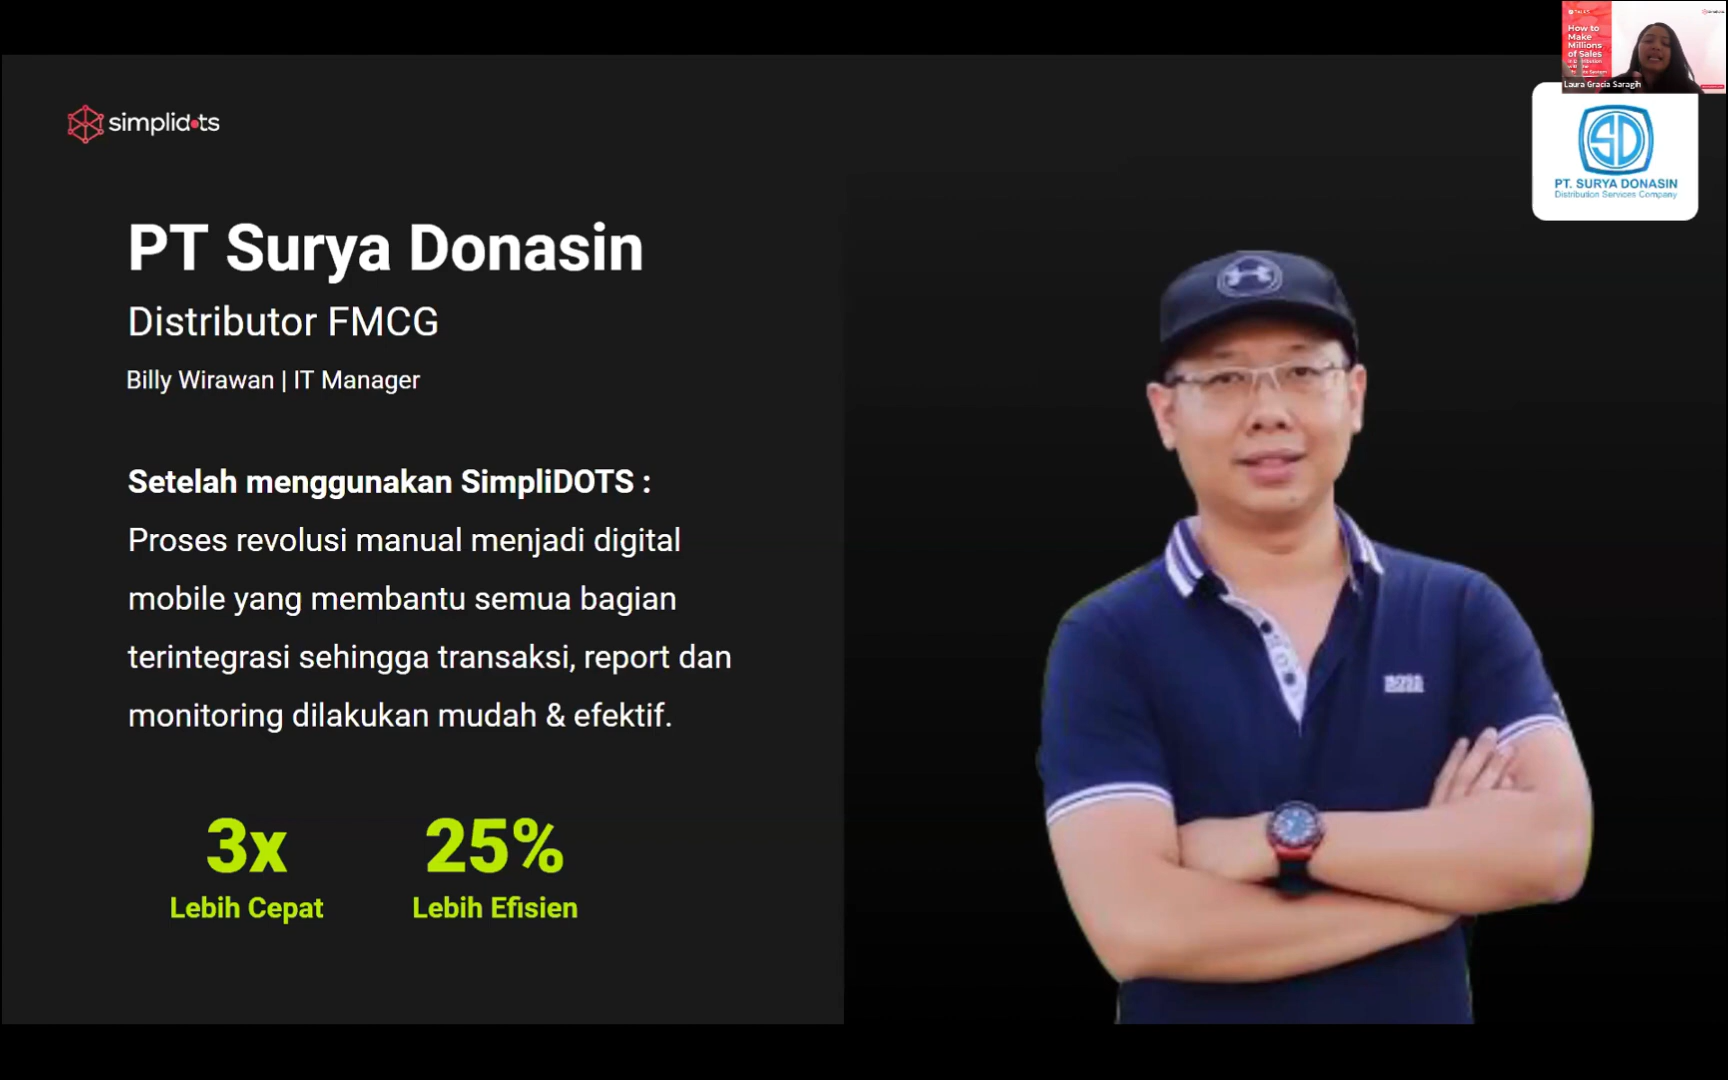 How to
Make
Millions
of Sales
Laura Gracia Saragih
simplidots
SD
PT. SURYA DONASIN
Distribution Services Company
PT Surya Donasin
Distributor FMCG
Billy Wirawan | IT Manager
Setelah menggunakan SimpliDOTS :
Proses revolusi manual menjadi digital
mobile yang membantu semua bagian
terintegrasi sehingga transaksi, report dan
monitoring dilakukan mudah & efektif.
3x
Lebih Cepat
25%
Lebih Efisien